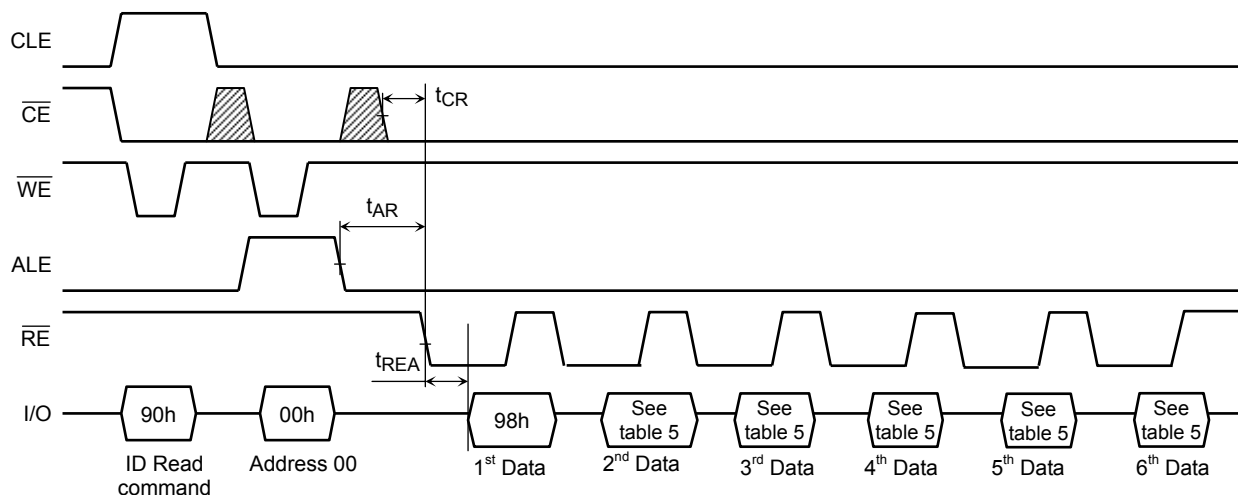 CLE
CE
tCR
WE
tAR
ALE
RE
tREA
I/O
90h
00h
98h
See table 5
See table 5
See table 5
See table 5
See table 5
ID Read command
Address 00
1st Data
2nd Data
3rd Data
4th Data
5th Data
6th Data